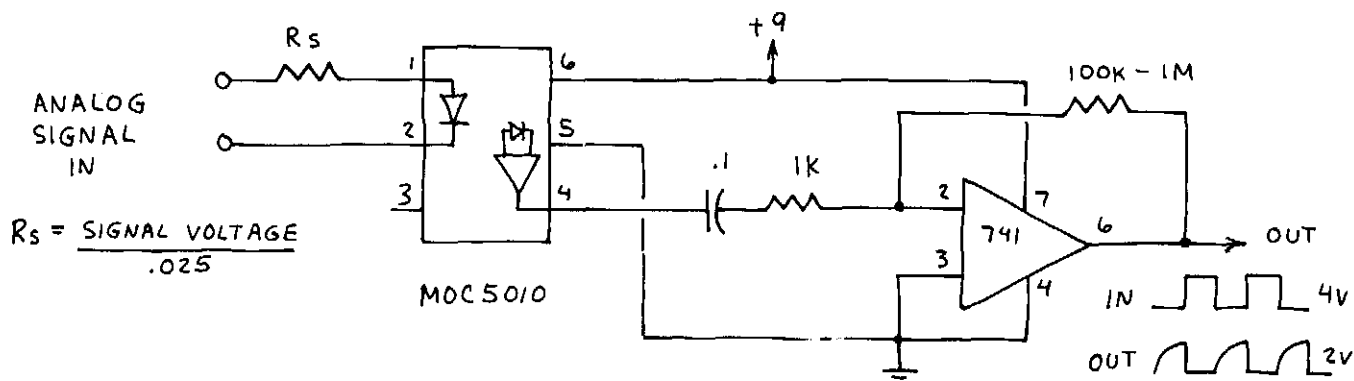 +9
Rs
1
6
100K - 1M
ANALOG
SIGNAL
IN
2
5
.1
1K
3
4
2
7
741
6
OUT
3
4
Rs = SIGNAL VOLTAGE
.025
MOC5010
IN
4V
OUT
2V